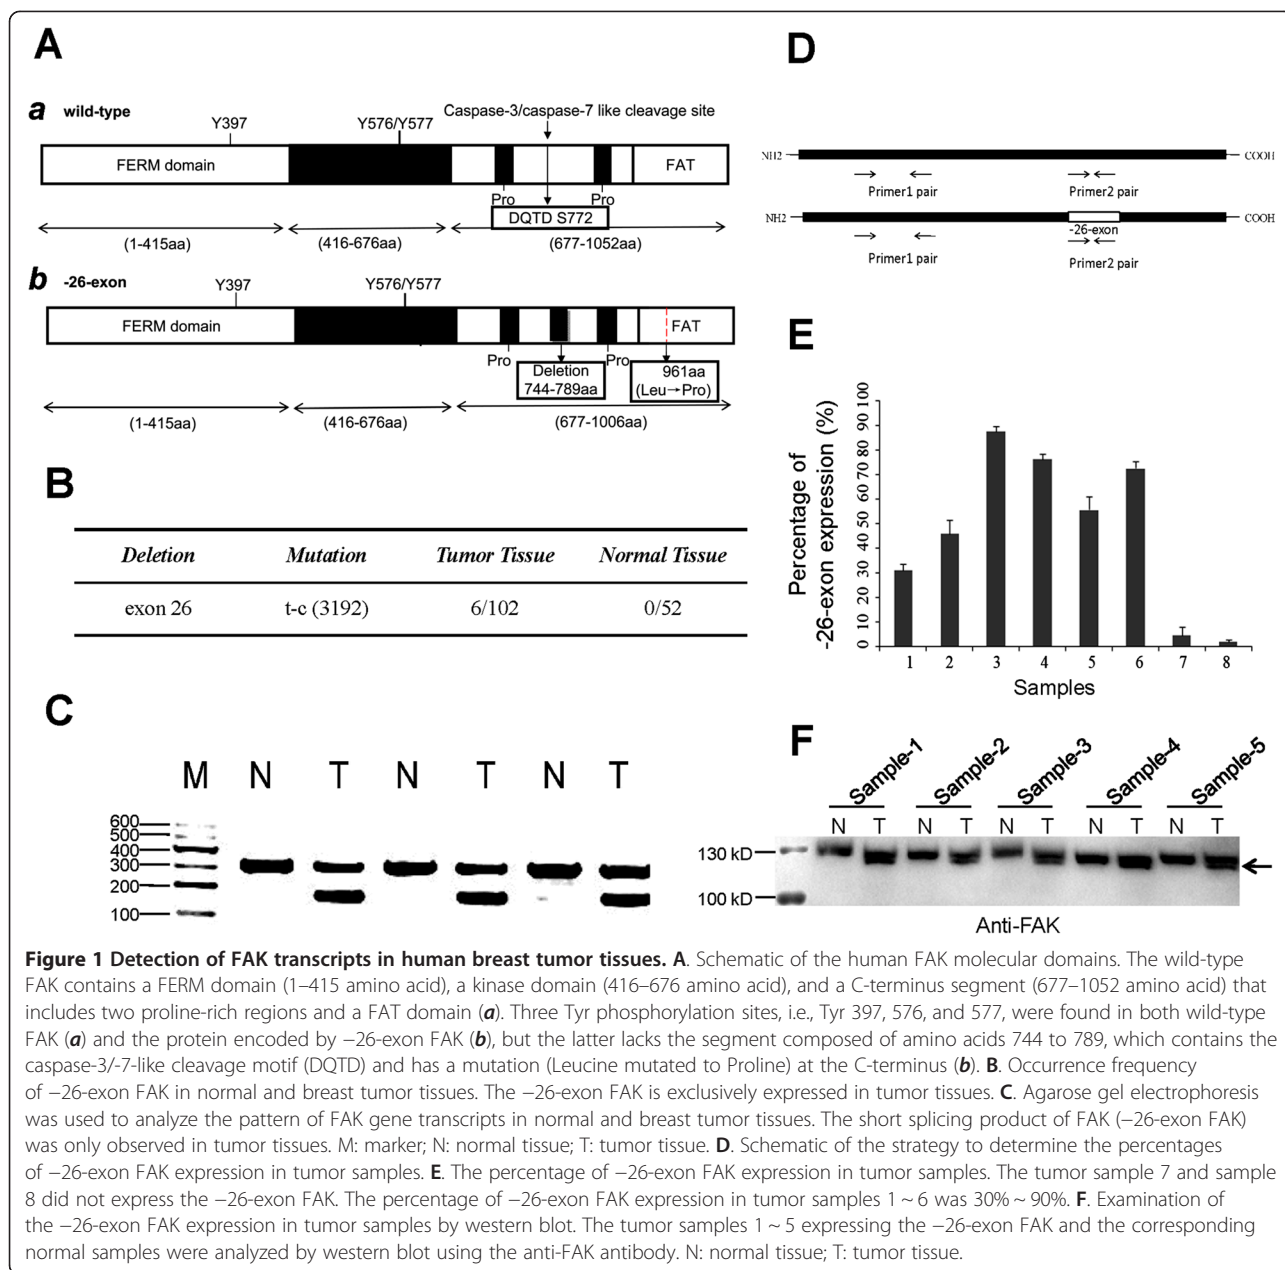 A
a wild-type
Caspase-3/caspase-7 like cleavage site
Y397
Y576/Y577
FERM domain
FAT
Pro
Pro
DQTD S772
(1-415aa)
(416-676aa)
(677-1052aa)
b -26-exon
Y397
Y576/Y577
FERM domain
FAT
Pro
Pro
Deletion
744-789aa
961aa
(Leu→Pro)
(1-415aa)
(416-676aa)
(677-1006aa)
B
Deletion Mutation Tumor Tissue Normal Tissue
exon 26 t-c (3192) 6/102 0/52
C
M N T N T N T
600
500
400
300
200
100
D
NH2
COOH
Primer1 pair
Primer2 pair
NH2
COOH
-26-exon
Primer1 pair
Primer2 pair
E
Percentage of
-26-exon expression (%)
0 10 20 30 40 50 60 70 80 90 100
1 2 3 4 5 6 7 8
Samples
F
Sample-1 Sample-2 Sample-3 Sample-4 Sample-5
N T N T N T N T N T
130 kD
100 kD
Anti-FAK
Figure 1 Detection of FAK transcripts in human breast tumor tissues. A. Schematic of the human FAK molecular domains. The wild-type
FAK contains a FERM domain (1–415 amino acid), a kinase domain (416–676 amino acid), and a C-terminus segment (677–1052 amino acid) that
includes two proline-rich regions and a FAT domain (a). Three Tyr phosphorylation sites, i.e., Tyr 397, 576, and 577, were found in both wild-type
FAK (a) and the protein encoded by −26-exon FAK (b), but the latter lacks the segment composed of amino acids 744 to 789, which contains the
caspase-3/-7-like cleavage motif (DQTD) and has a mutation (Leucine mutated to Proline) at the C-terminus (b). B. Occurrence frequency
of −26-exon FAK in normal and breast tumor tissues. The −26-exon FAK is exclusively expressed in tumor tissues. C. Agarose gel electrophoresis
was used to analyze the pattern of FAK gene transcripts in normal and breast tumor tissues. The short splicing product of FAK (−26-exon FAK)
was only observed in tumor tissues. M: marker; N: normal tissue; T: tumor tissue. D. Schematic of the strategy to determine the percentages
of −26-exon FAK expression in tumor samples. E. The percentage of −26-exon FAK expression in tumor samples. The tumor sample 7 and sample
8 did not express the −26-exon FAK. The percentage of −26-exon FAK expression in tumor samples 1 ~ 6 was 30% ~ 90%. F. Examination of
the −26-exon FAK expression in tumor samples by western blot. The tumor samples 1 ~ 5 expressing the −26-exon FAK and the corresponding
normal samples were analyzed by western blot using the anti-FAK antibody. N: normal tissue; T: tumor tissue.